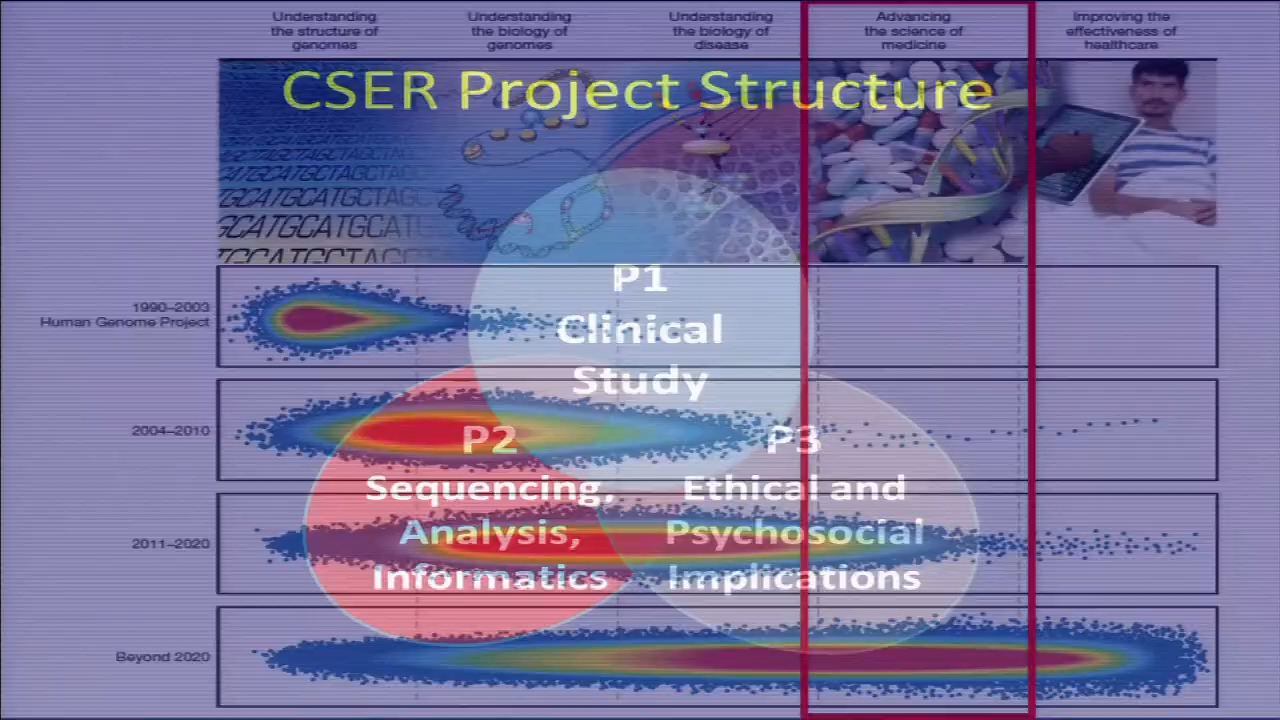 Understanding
the structure of
genomes
Understanding
the biology of
genomes
Understanding
the biology of
disease
Advancing
the science of
medicine
Improving the
effectiveness of
healthcare
CSER Project Structure
GCATGCATGCTAGC
GCATGCATGCAT
P1
Clinical
Study
1990–2003
Human Genome Project
2004–2010
P2
Sequencing,
Analysis,
Informatics
P3
Ethical and
Psychosocial
Implications
2011–2020
Beyond 2020